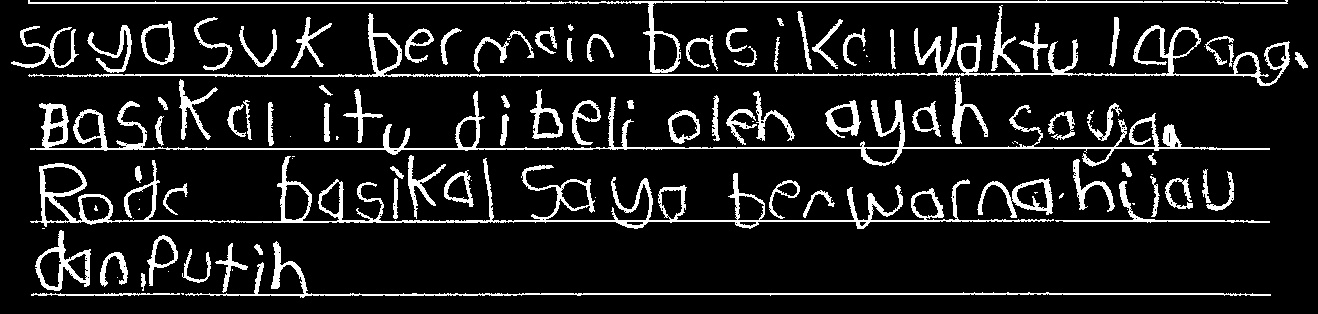 saya suk bermain basikal waktu lapang.
Basikal itu dibeli oleh ayah saya.
Roda basikal saya berwarna hijau
dan putih